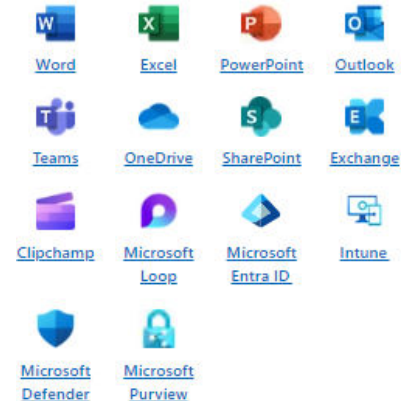 W X P O
Word Excel PowerPoint Outlook
T S E
Teams OneDrive SharePoint Exchange
Clipchamp Microsoft Microsoft Intune
Loop Entra ID
Microsoft Microsoft
Defender Purview